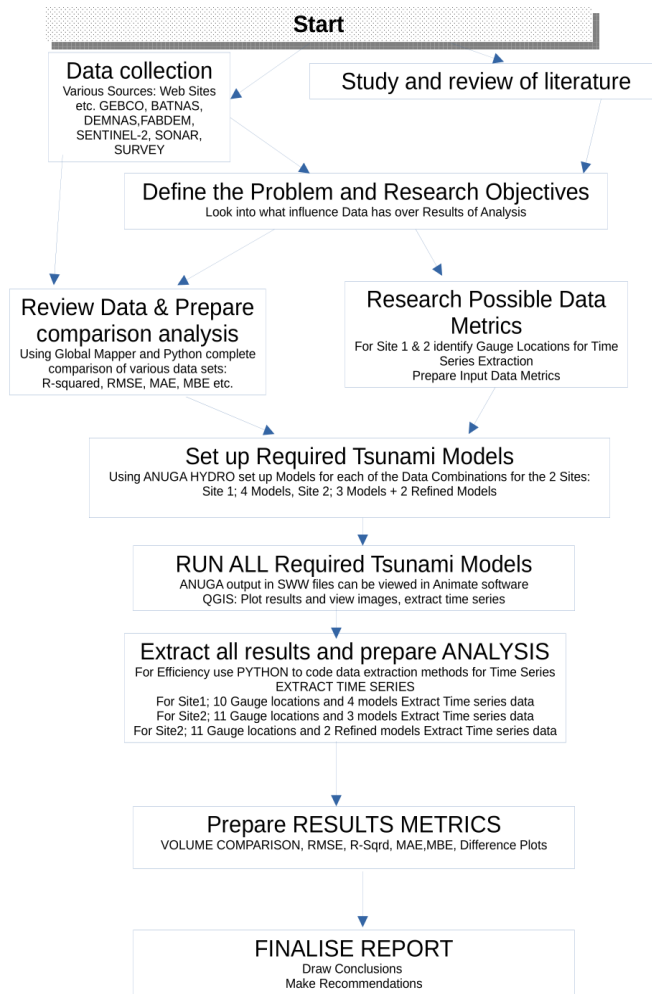 Start
Data collection
Various Sources: Web Sites
etc. GEBCO, BATNAS,
DEMNAS,FABDEM,
SENTINEL-2, SONAR,
SURVEY
Study and review of literature
Define the Problem and Research Objectives
Look into what influence Data has over Results of Analysis
Review Data & Prepare
comparison analysis
Using Global Mapper and Python complete
comparison of various data sets:
R-squared, RMSE, MAE, MBE etc.
Research Possible Data
Metrics
For Site 1 & 2 identify Gauge Locations for Time
Series Extraction
Prepare Input Data Metrics
Set up Required Tsunami Models
Using ANUGA HYDRO set up Models for each of the Data Combinations for the 2 Sites:
Site 1; 4 Models, Site 2; 3 Models + 2 Refined Models
RUN ALL Required Tsunami Models
ANUGA output in SWW files can be viewed in Animate software
QGIS: Plot results and view images, extract time series
Extract all results and prepare ANALYSIS
For Efficiency use PYTHON to code data extraction methods for Time Series
EXTRACT TIME SERIES
For Site1; 10 Gauge locations and 4 models Extract Time series data
For Site2; 11 Gauge locations and 3 models Extract Time series data
For Site2; 11 Gauge locations and 2 Refined models Extract Time series data
Prepare RESULTS METRICS
VOLUME COMPARISON, RMSE, R-Sqrd, MAE,MBE, Difference Plots
FINALISE REPORT
Draw Conclusions
Make Recommendations